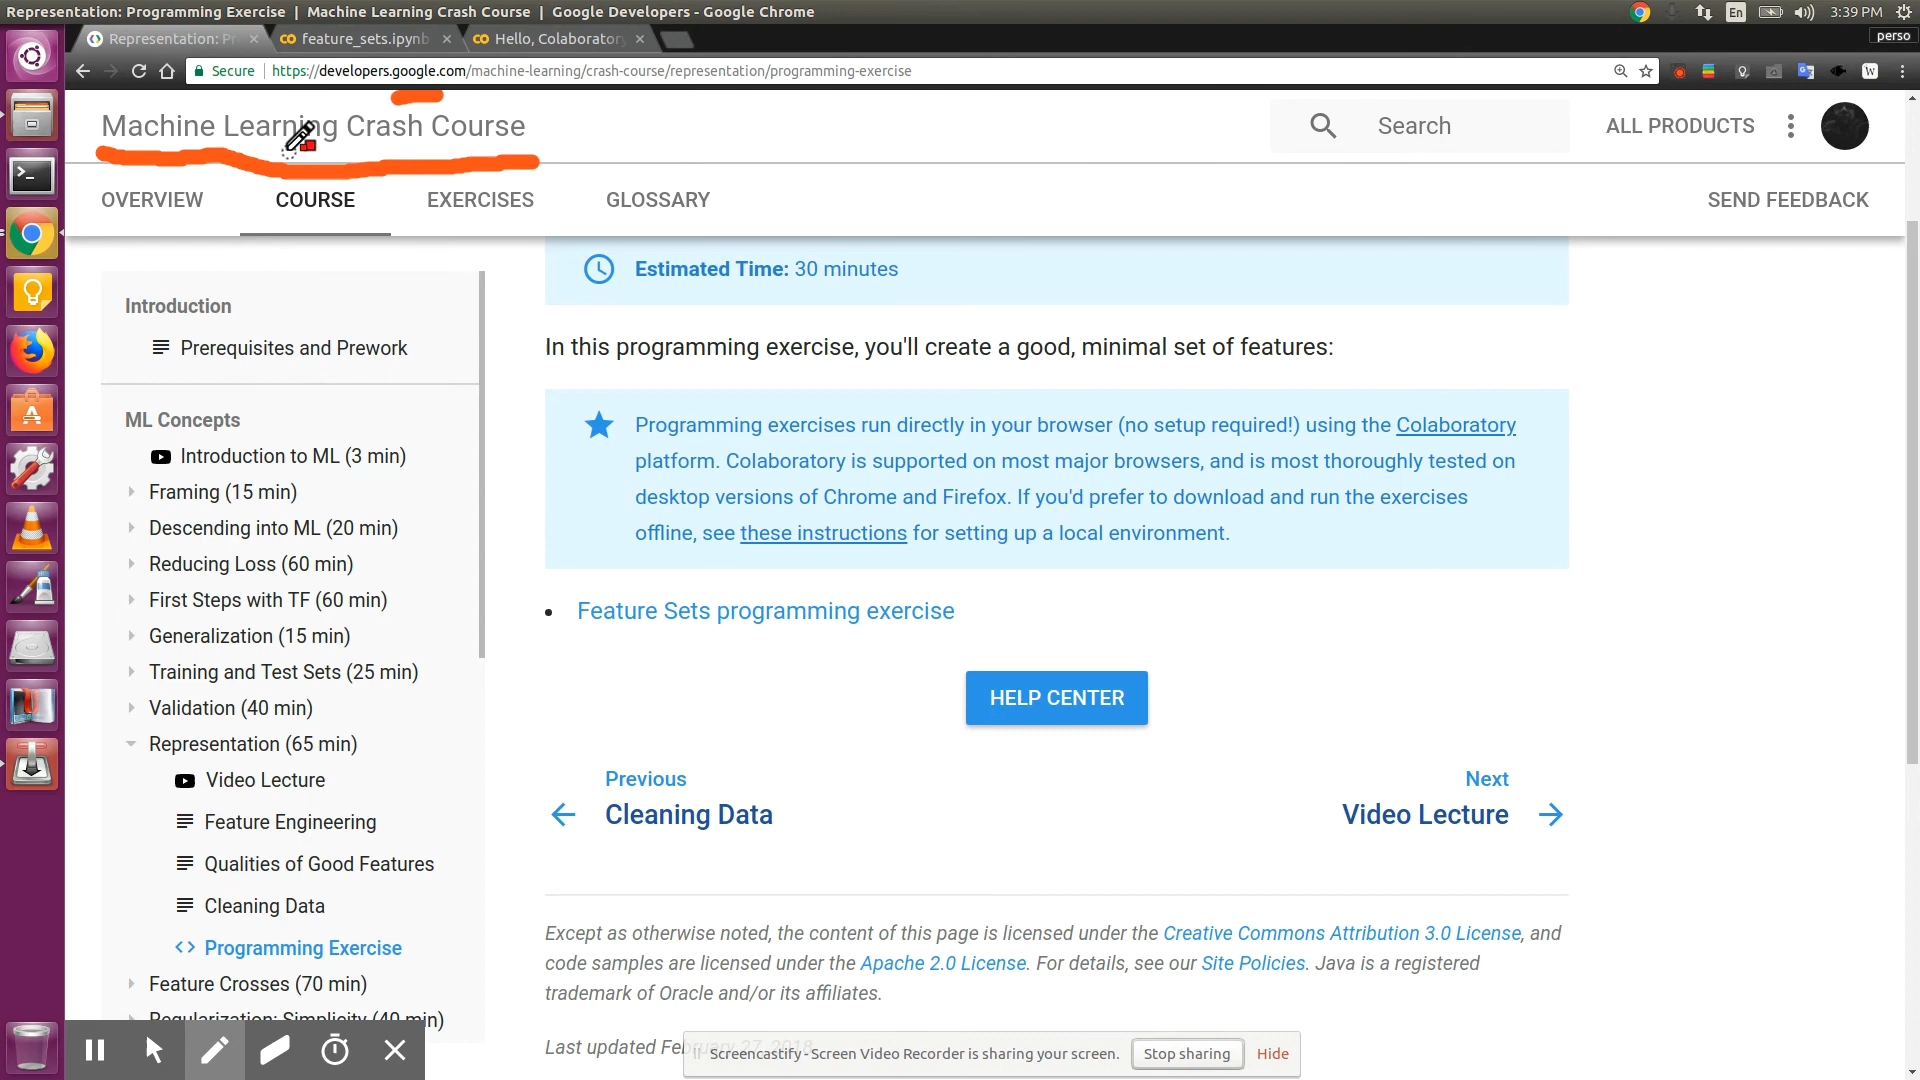 Representation: Programming Exercise | Machine Learning Crash Course | Google Developers - Google Chrome
En
3:39 PM
Representation: Pr
feature_sets.ipynb
Hello, Colaboratory
perso
Secure
https://developers.google.com/machine-learning/crash-course/representation/programming-exercise
W
Machine Learning Crash Course
Search
ALL PRODUCTS
OVERVIEW
COURSE
EXERCISES
GLOSSARY
SEND FEEDBACK
Introduction
Prerequisites and Prework
ML Concepts
Introduction to ML (3 min)
Framing (15 min)
Descending into ML (20 min)
Reducing Loss (60 min)
First Steps with TF (60 min)
Generalization (15 min)
Training and Test Sets (25 min)
Validation (40 min)
Representation (65 min)
Video Lecture
Feature Engineering
Qualities of Good Features
Cleaning Data
Programming Exercise
Feature Crosses (70 min)
Regularization: Simplicity (40 min)
Estimated Time: 30 minutes
In this programming exercise, you'll create a good, minimal set of features:
Programming exercises run directly in your browser (no setup required!) using the Colaboratory
platform. Colaboratory is supported on most major browsers, and is most thoroughly tested on
desktop versions of Chrome and Firefox. If you'd prefer to download and run the exercises
offline, see these instructions for setting up a local environment.
• Feature Sets programming exercise
HELP CENTER
Previous
Cleaning Data
Next
Video Lecture
Except as otherwise noted, the content of this page is licensed under the Creative Commons Attribution 3.0 License, and
code samples are licensed under the Apache 2.0 License. For details, see our Site Policies. Java is a registered
trademark of Oracle and/or its affiliates.
Last updated February 27, 2018.
Screencastify - Screen Video Recorder is sharing your screen.
Stop sharing
Hide